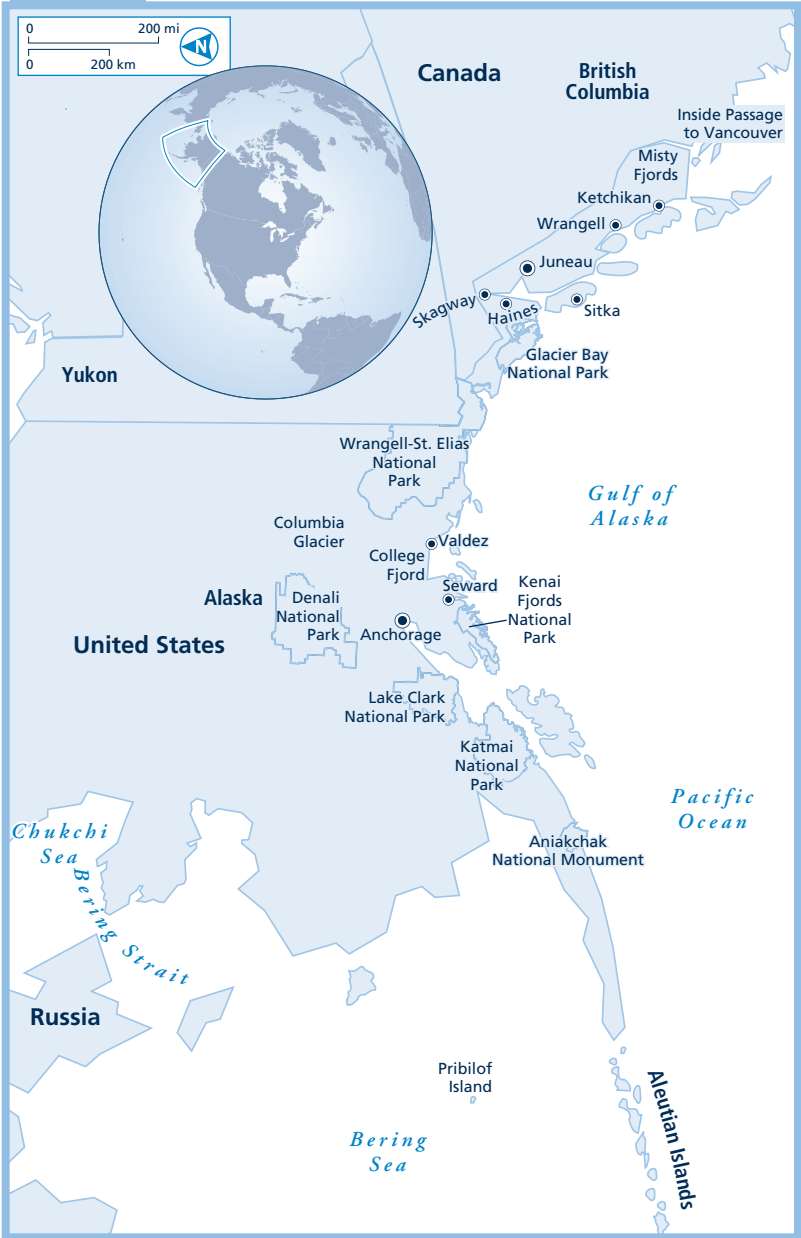 0
200 mi
0
200 km
N
Canada
British
Columbia
Inside Passage
to Vancouver
Misty
Fjords
Ketchikan
Wrangell
Juneau
Skagway
Haines
Sitka
Glacier Bay
National Park
Yukon
Wrangell-St. Elias
National
Park
Gulf of
Alaska
Columbia
Glacier
Valdez
College
Fjord
Seward
Kenai
Fjords
National
Park
Alaska
Denali
National
Park
Anchorage
United States
Lake Clark
National Park
Katmai
National
Park
Pacific
Ocean
Chukchi
Sea
Aniakchak
National Monument
Bering Strait
Russia
Pribilof
Island
Aleutian Islands
Bering
Sea